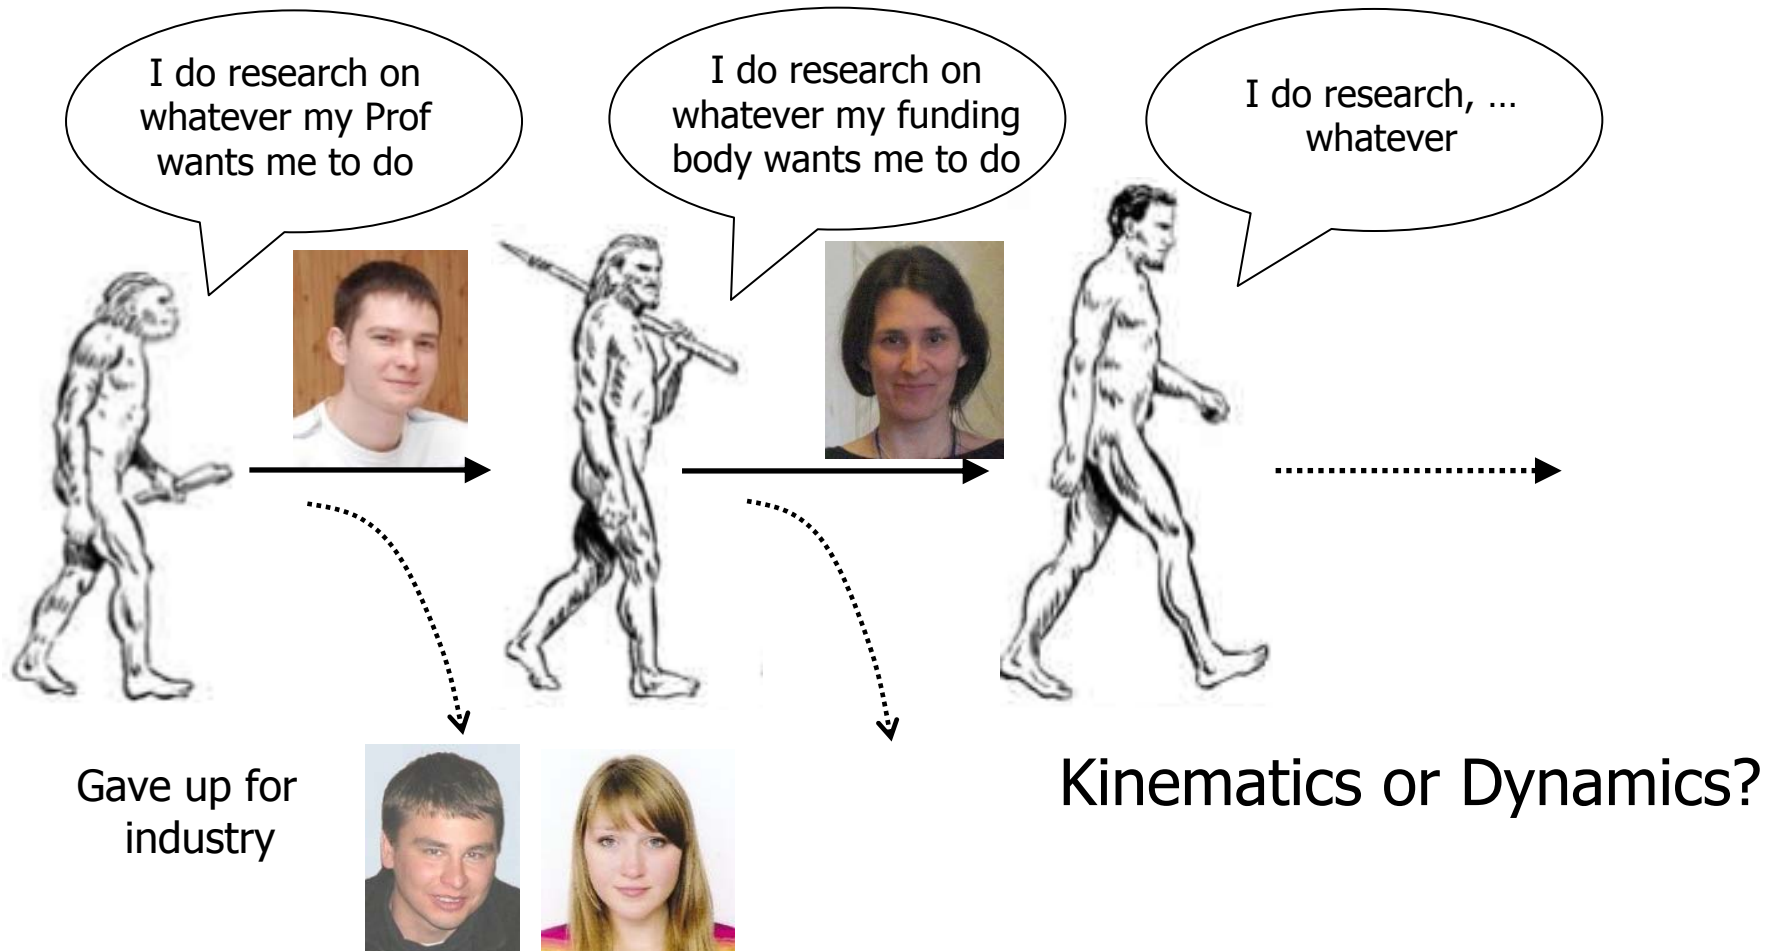 I do research on
whatever my Prof
wants me to do
I do research on
whatever my funding
body wants me to do
I do research, …
whatever
Gave up for
industry
Kinematics or Dynamics?